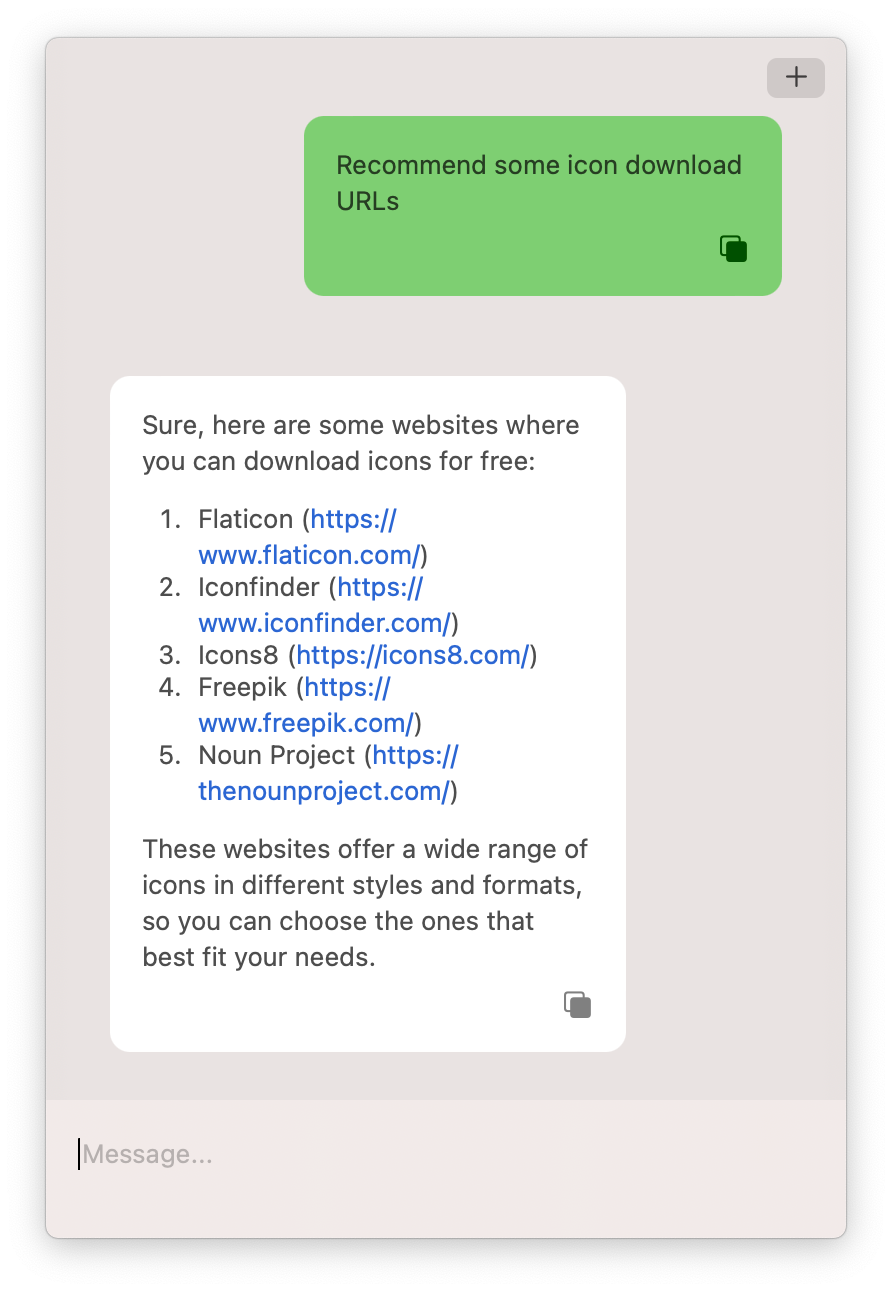 Recommend some icon download
URLs
Sure, here are some websites where
you can download icons for free:
1. Flaticon (https://
www.flaticon.com/)
2. Iconfinder (https://
www.iconfinder.com/)
3. Icons8 (https://icons8.com/)
4. Freepik (https://
www.freepik.com/)
5. Noun Project (https://
thenounproject.com/)
These websites offer a wide range of
icons in different styles and formats,
so you can choose the ones that
best fit your needs.
Message...